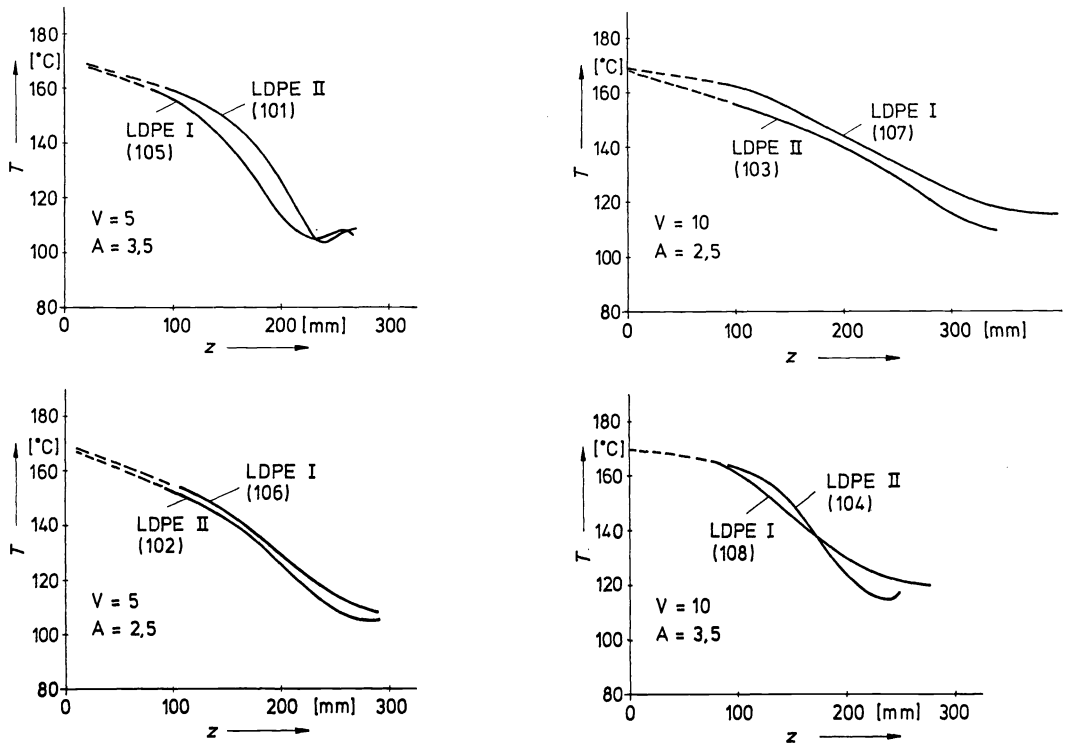 180
[°C]
160
140
120
100
80
T
LDPE II
(101)
LDPE I
(105)
V = 5
A = 3,5
0
100
200
[mm]
300
z
180
[°C]
160
140
120
100
80
T
LDPE I
(107)
LDPE II
(103)
V = 10
A = 2,5
0
100
200
300
[mm]
z
180
[°C]
160
140
120
100
80
T
LDPE I
(106)
LDPE II
(102)
V = 5
A = 2,5
0
100
200
[mm]
300
z
180
[°C]
160
140
120
100
80
T
LDPE II
(104)
LDPE I
(108)
V = 10
A = 3,5
0
100
200
[mm]
300
z